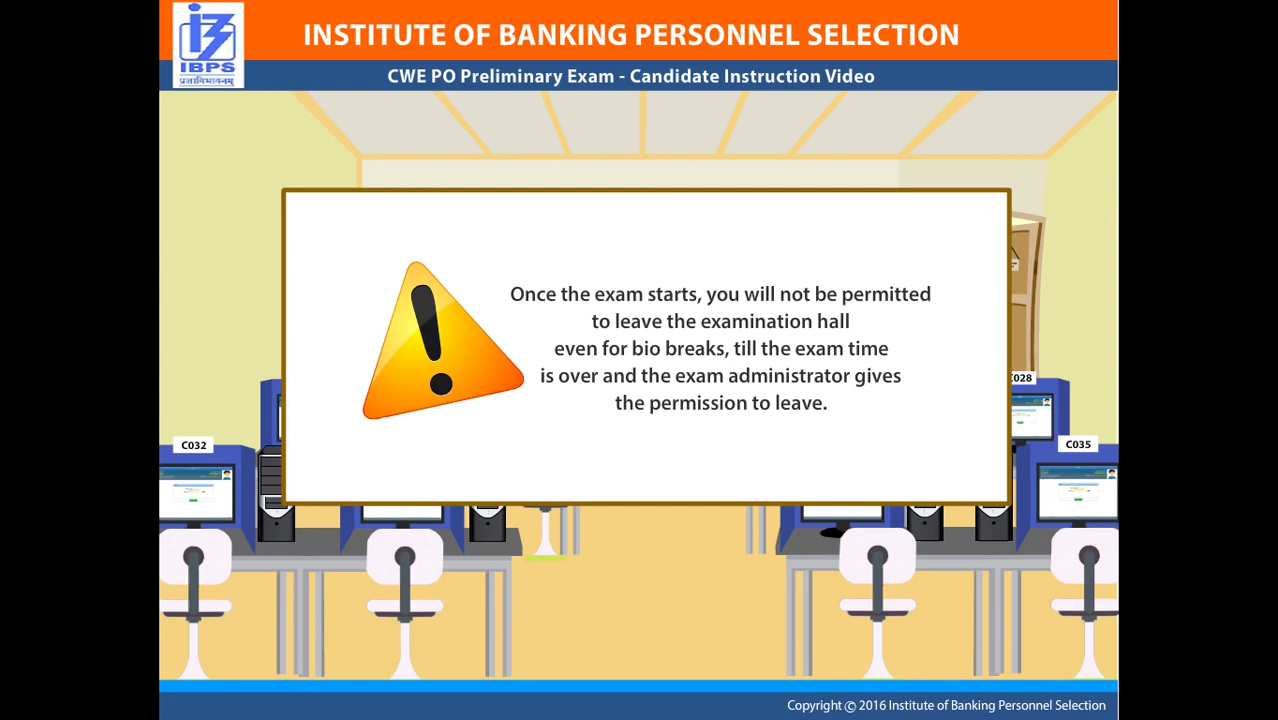 INSTITUTE OF BANKING PERSONNEL SELECTION
IBPS
CWE PO Preliminary Exam - Candidate Instruction Video
Once the exam starts, you will not be permitted
to leave the examination hall
even for bio breaks, till the exam time
is over and the exam administrator gives
the permission to leave.
C028
C032
C035
Copyright © 2016 Institute of Banking Personnel Selection